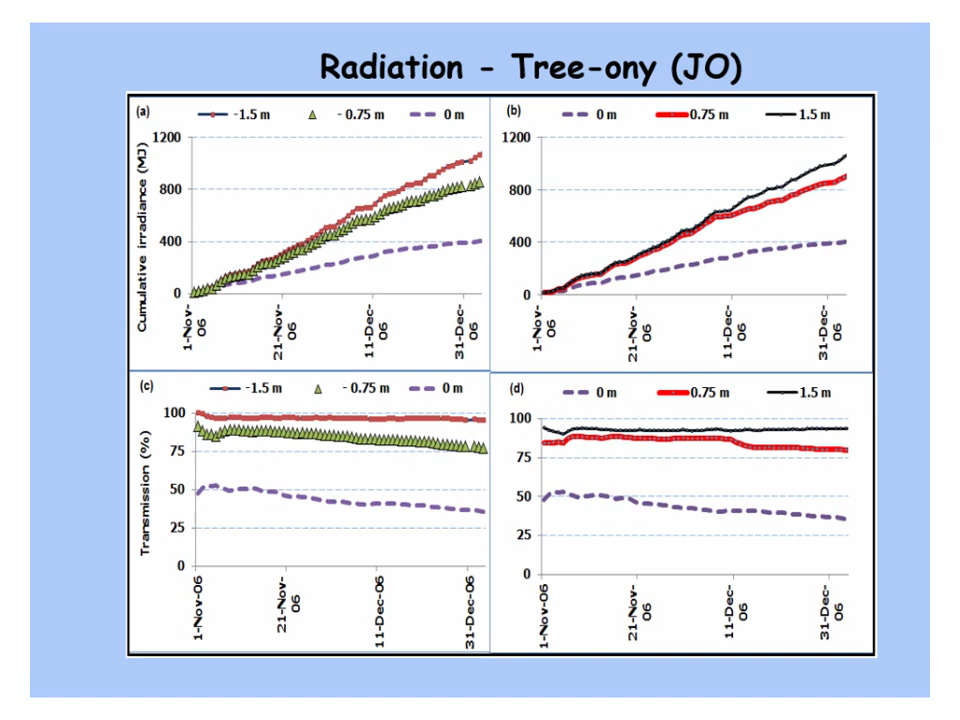 Radiation - Tree-ony (JO)
(a) -1.5 m - 0.75 m 0 m
Cumulative irradiance (MJ)
1200
800
400
0
1-Nov-06
21-Nov-06
11-Dec-06
31-Dec-06
(b) 0 m 0.75 m 1.5 m
1200
800
400
0
1-Nov-06
21-Nov-06
11-Dec-06
31-Dec-06
(c) -1.5 m - 0.75 m 0 m
Transmission (%)
100
75
50
25
0
1-Nov-06
21-Nov-06
11-Dec-06
31-Dec-06
(d) 0 m 0.75 m 1.5 m
100
75
50
25
0
1-Nov-06
21-Nov-06
11-Dec-06
31-Dec-06